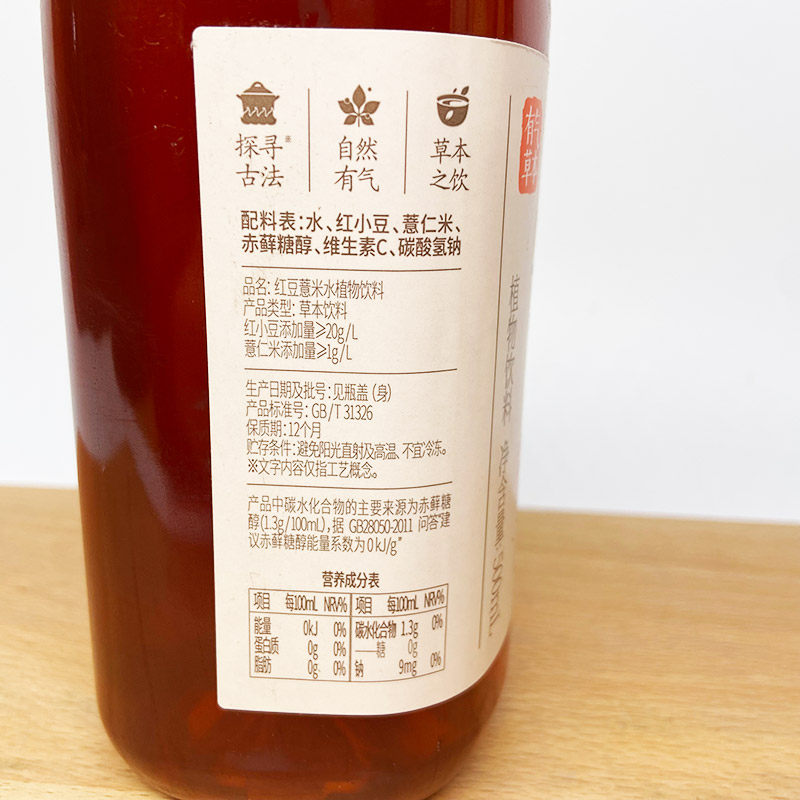 探寻※
古法
自然
有气
草本
之饮
有气
草本
配料表:水、红小豆、薏仁米、
赤藓糖醇、维生素C、碳酸氢钠
品名: 红豆薏米水植物饮料
产品类型: 草本饮料
红小豆添加量≥20g/L
薏仁米添加量≥1g/L
生产日期及批号: 见瓶盖 (身)
产品标准号: GB/T 31326
保质期: 12个月
贮存条件: 避免阳光直射及高温、不宜冷冻。
※文字内容仅指工艺概念。
产品中碳水化合物的主要来源为赤藓糖
醇(1.3g/100mL), 据 GB28050-2011 问答"建
议赤藓糖醇能量系数为0kJ/g"
营养成分表
项目 每100mL NRV% 项目 每100mL NRV%
能量 0kJ 0% 碳水化合物 1.3g 0%
蛋白质 0g 0% ——糖 0g
脂肪 0g 0% 钠 9mg 0%
植物饮料 净含量: